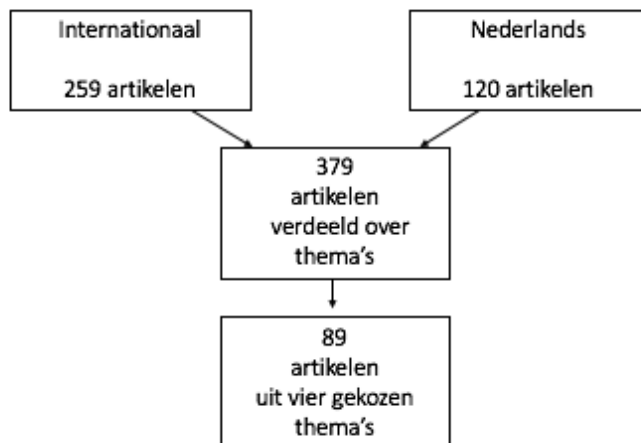 Internationaal
259 artikelen
Nederlands
120 artikelen
379
artikelen
verdeeld over
thema's
89
artikelen
uit vier gekozen
thema's